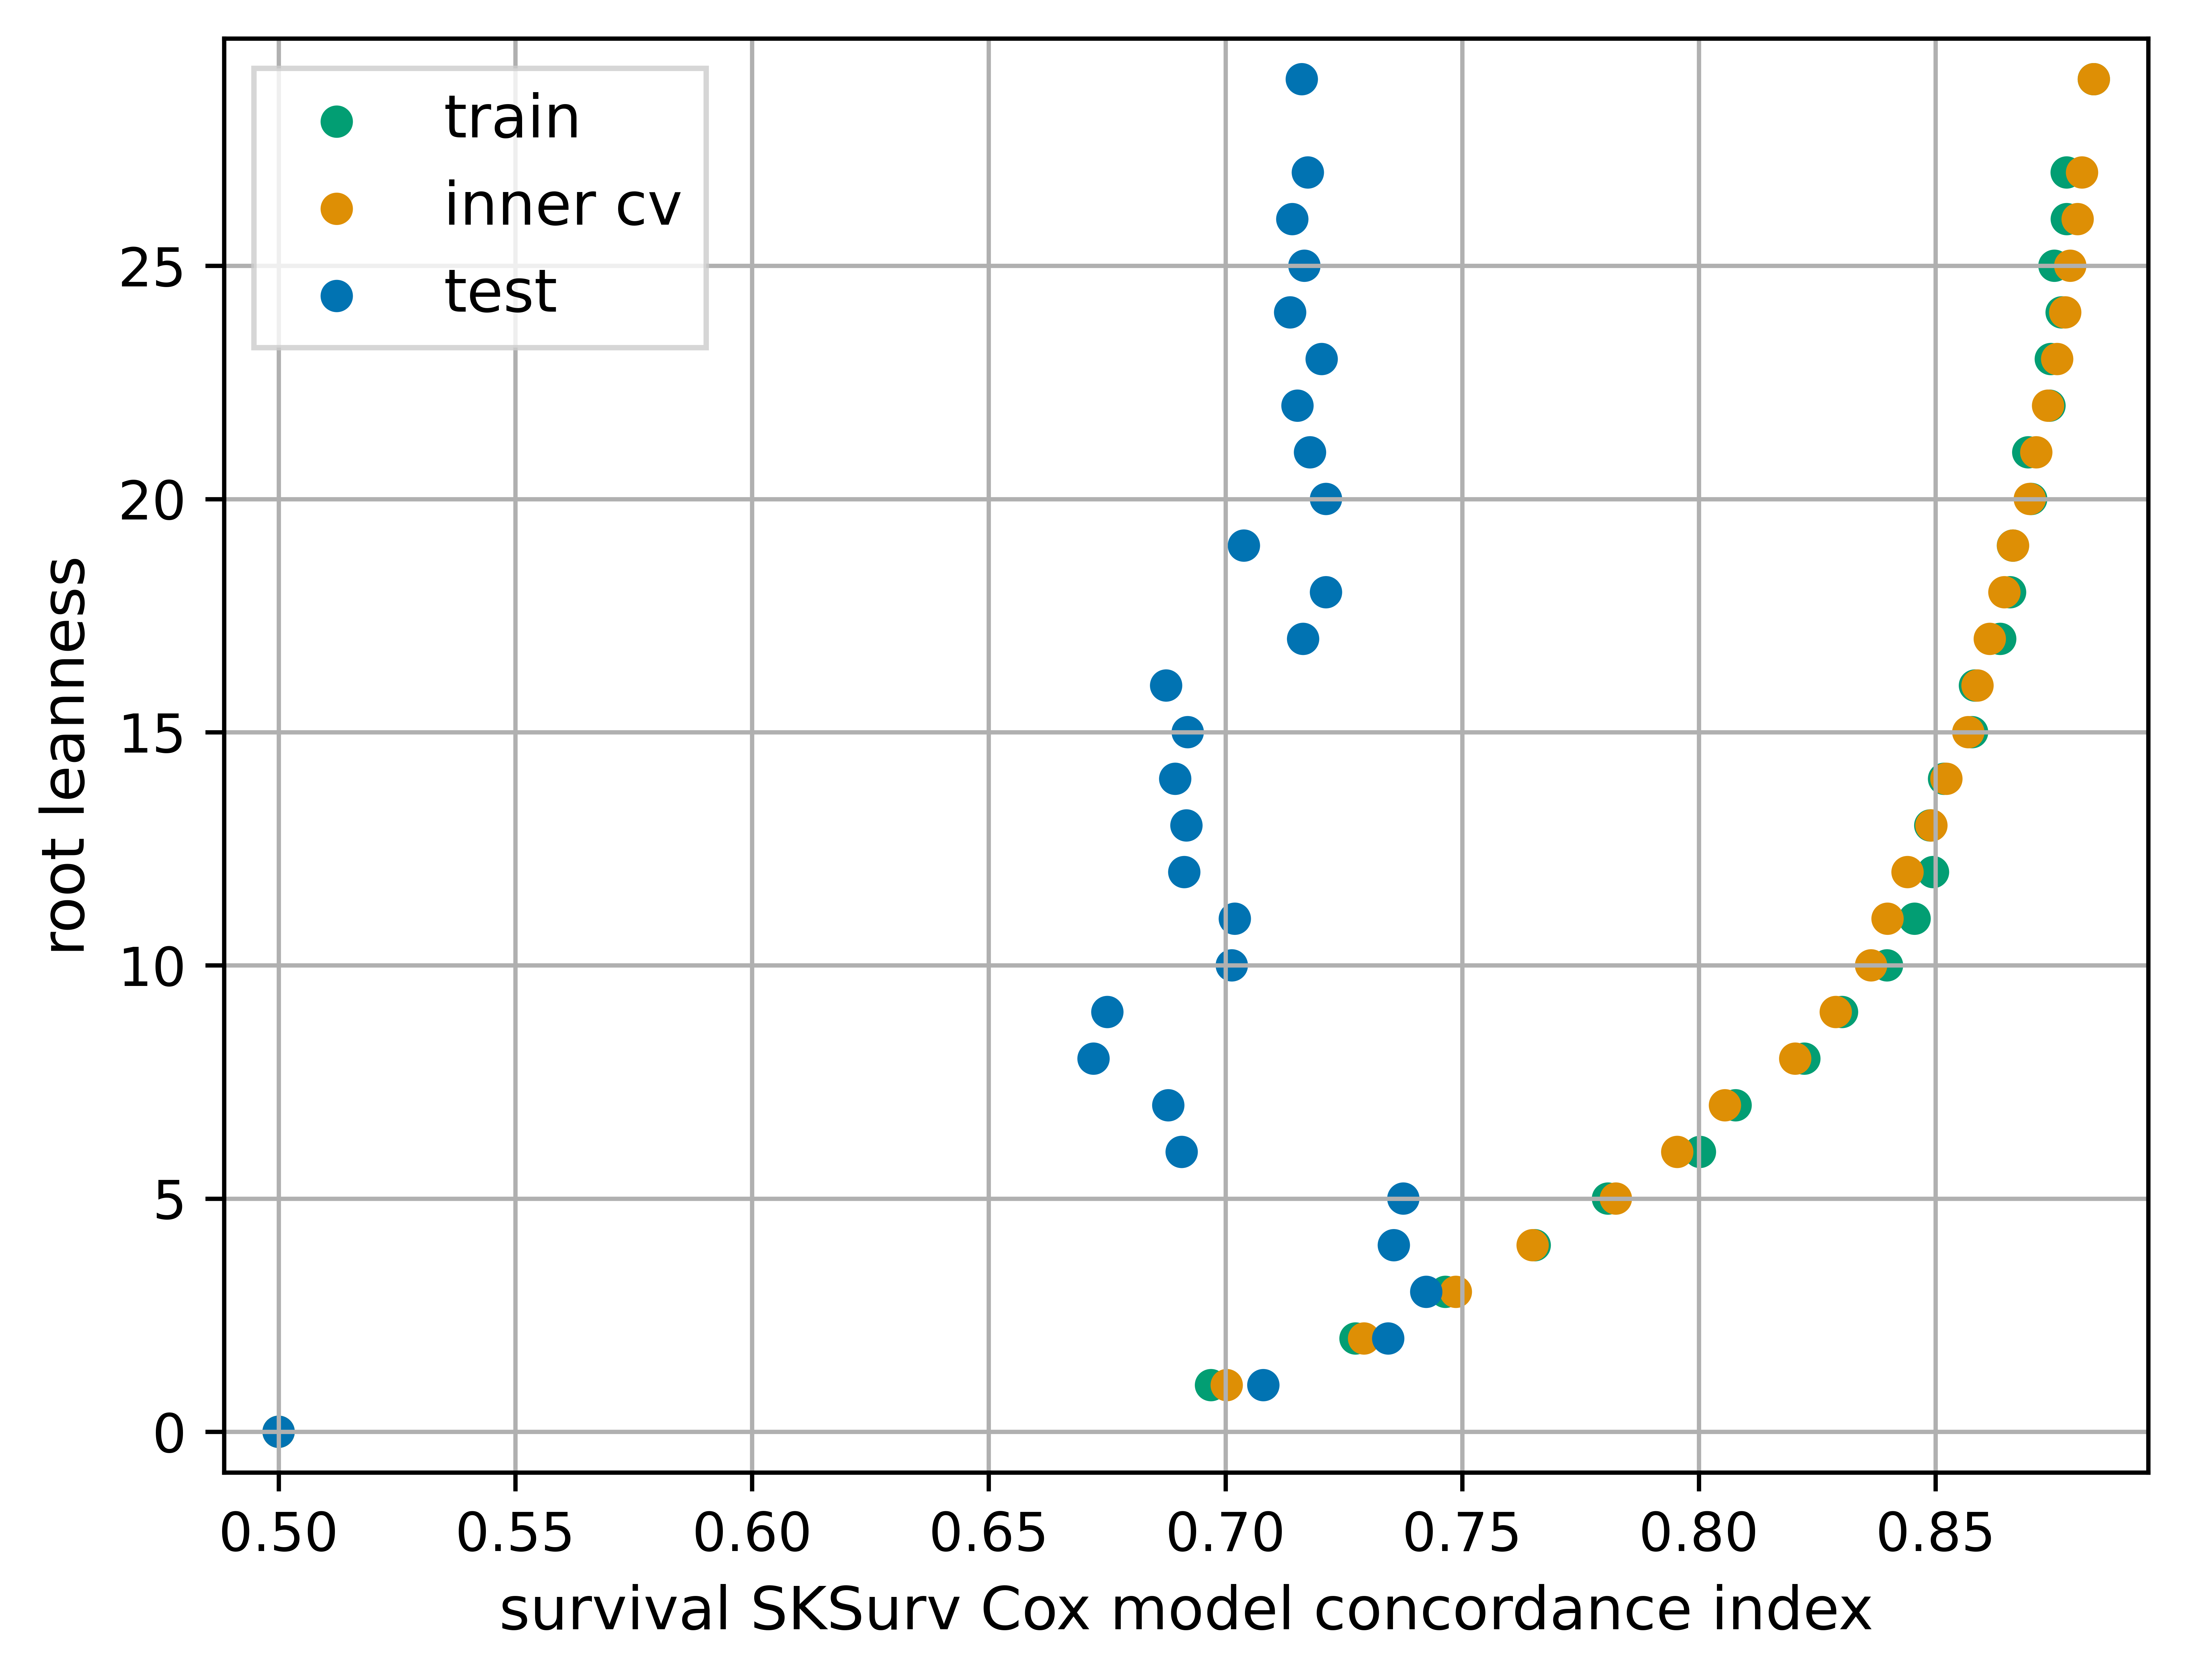 train
inner cv
test
root leanness
25
20
15
10
5
0
0.50 0.55 0.60 0.65 0.70 0.75 0.80 0.85
survival SKSurv Cox model concordance index